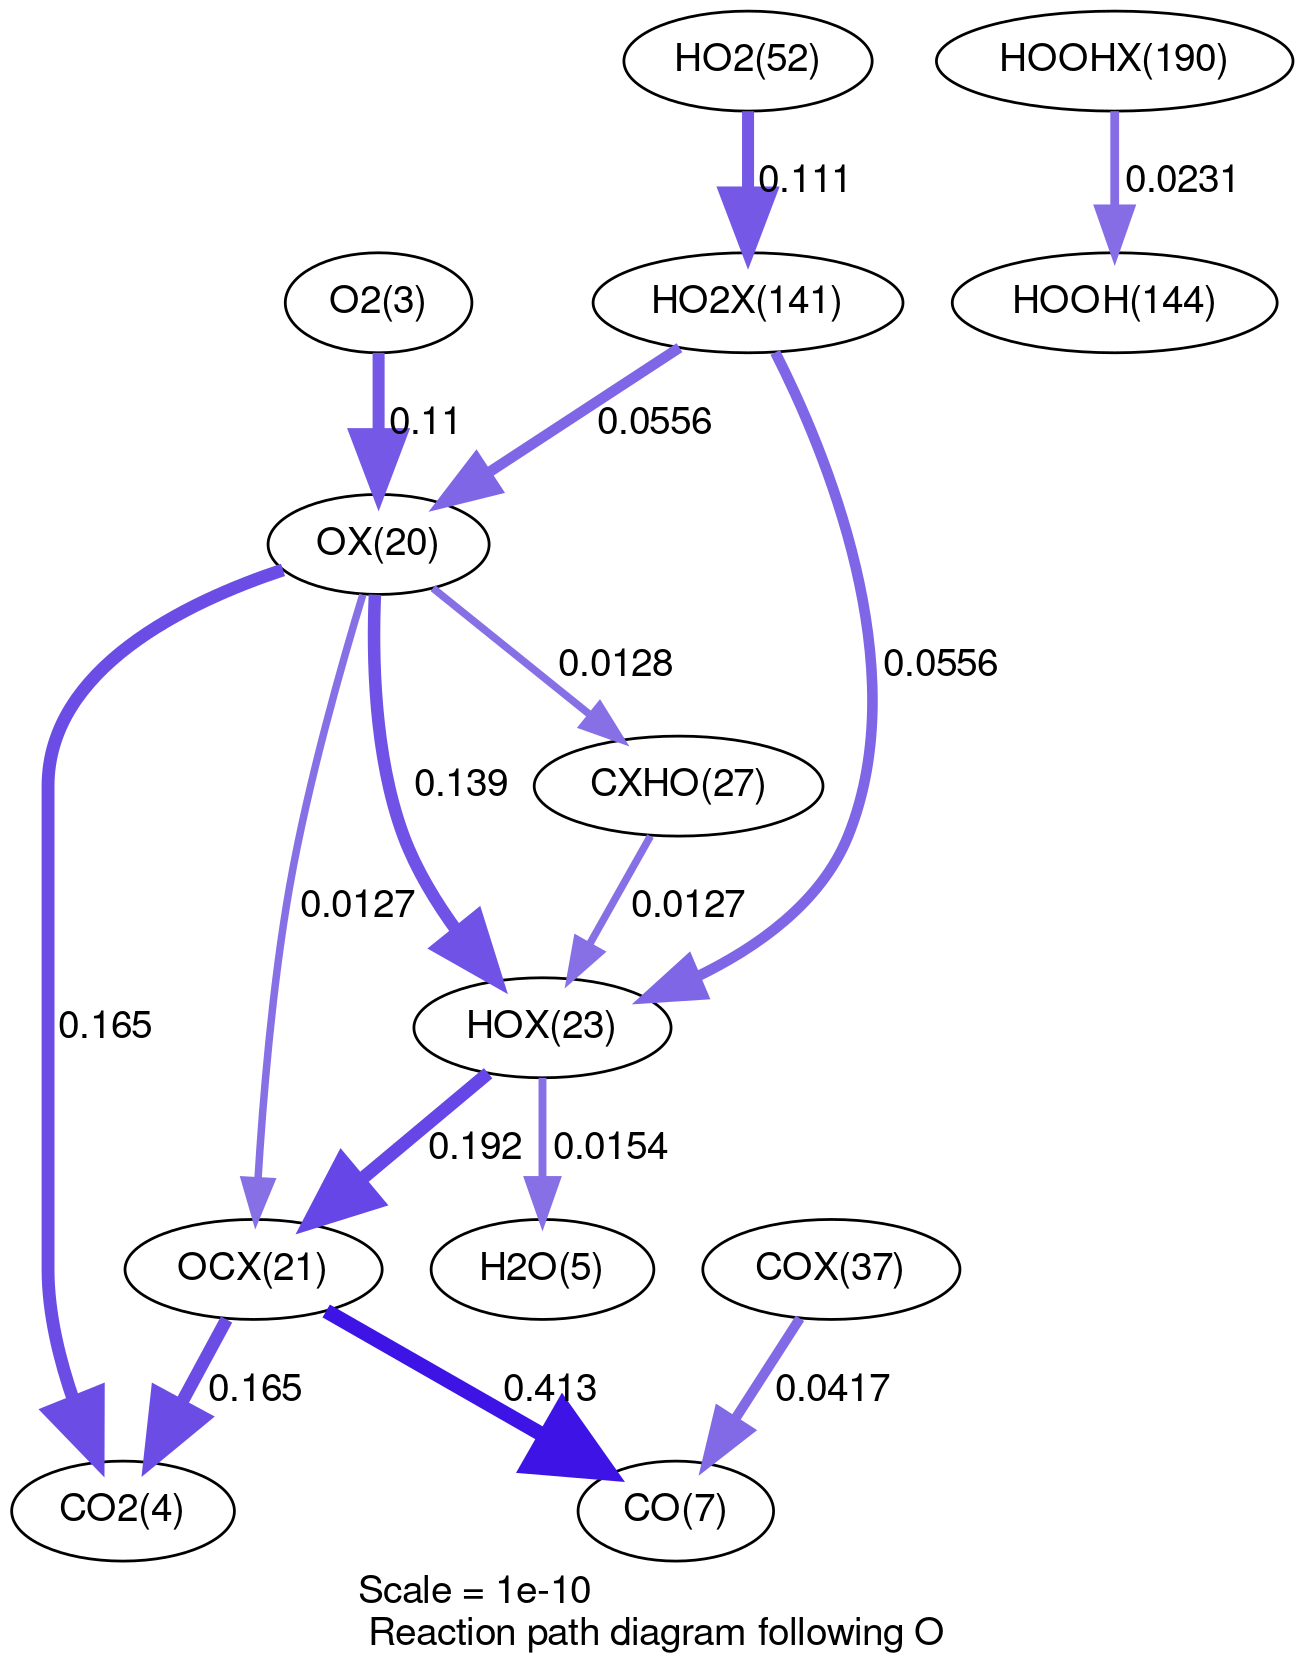 HO2(52)
HOOHX(190)
0.111
0.0231
O2(3)
HO2X(141)
HOOH(144)
0.11
0.0556
OX(20)
0.0128
0.0556
0.139
CXHO(27)
0.0127
0.0127
0.165
HOX(23)
0.192
0.0154
OCX(21)
H2O(5)
COX(37)
0.165
0.413
0.0417
CO2(4)
CO(7)
Scale = 1e-10
Reaction path diagram following O